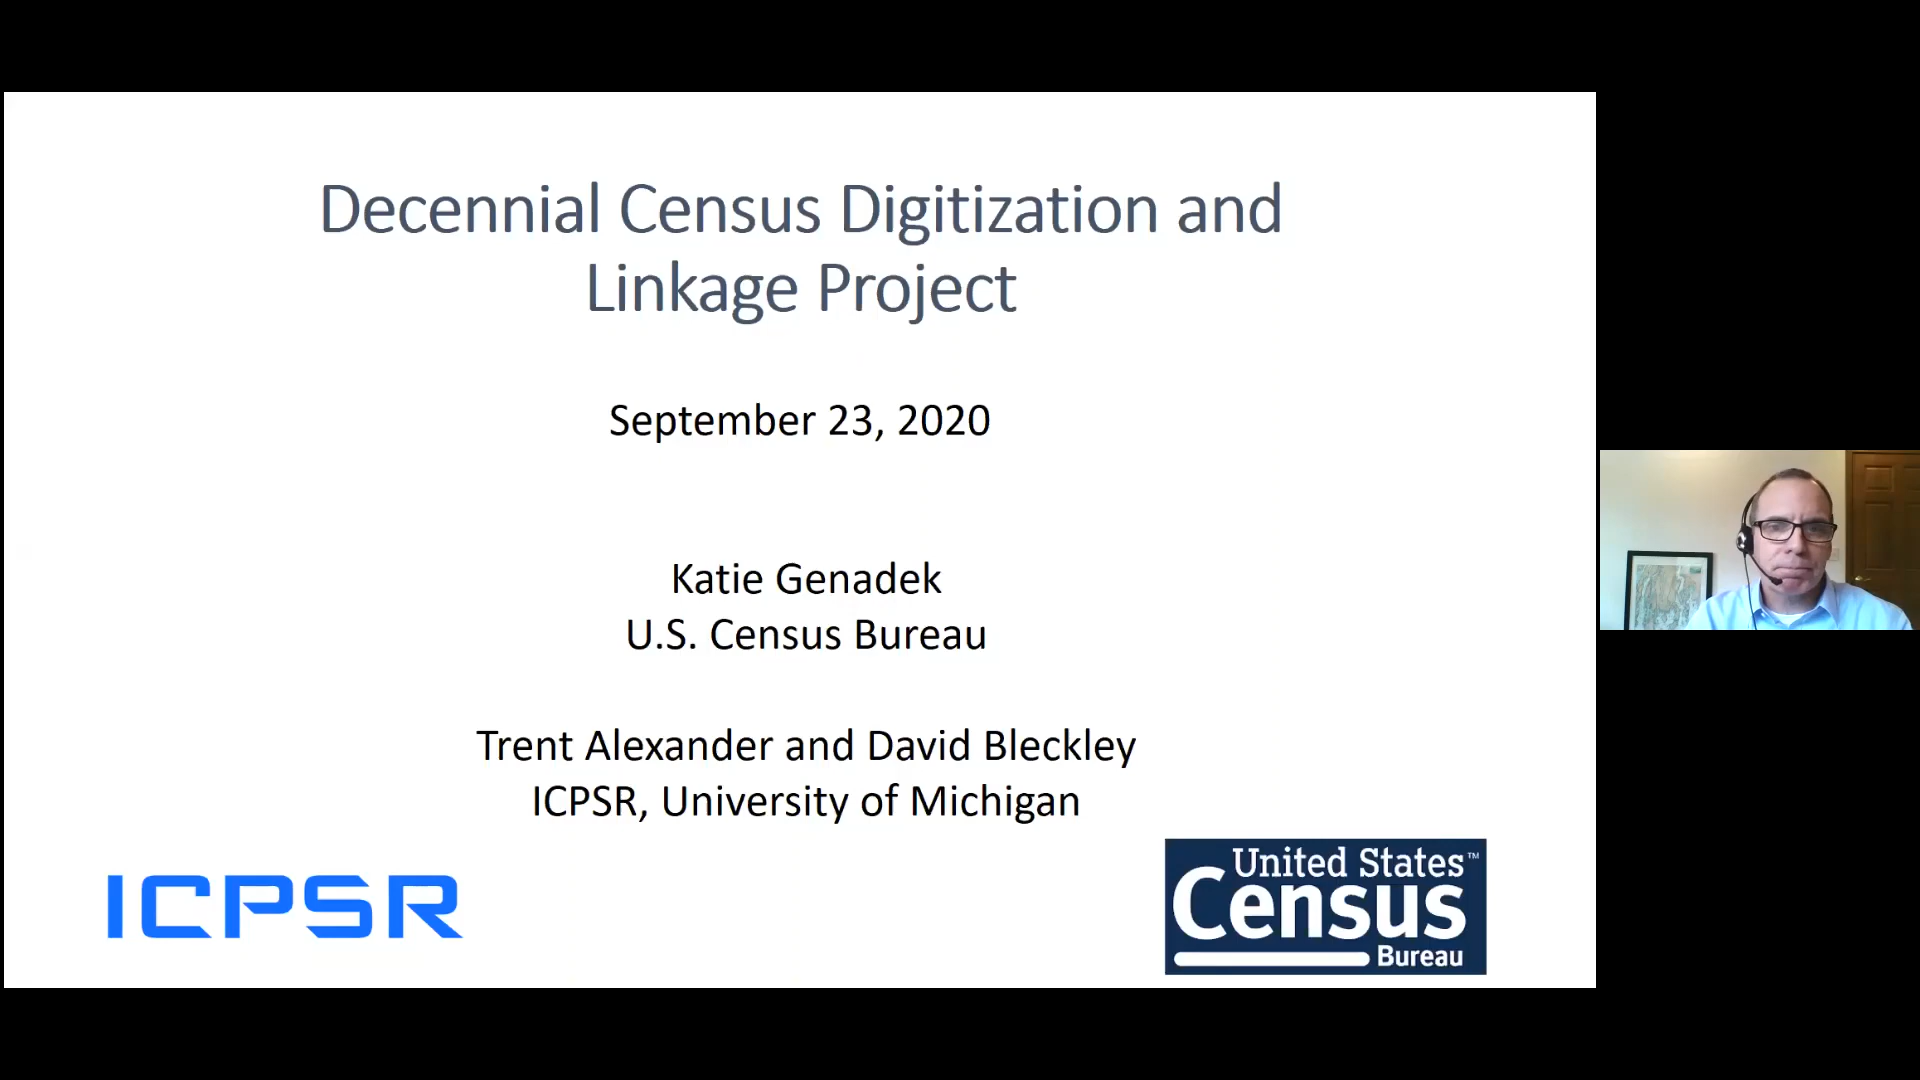 Decennial Census Digitization and
Linkage Project
September 23, 2020
Katie Genadek
U.S. Census Bureau
Trent Alexander and David Bleckley
ICPSR, University of Michigan
ICPSR
United States™
Census
Bureau